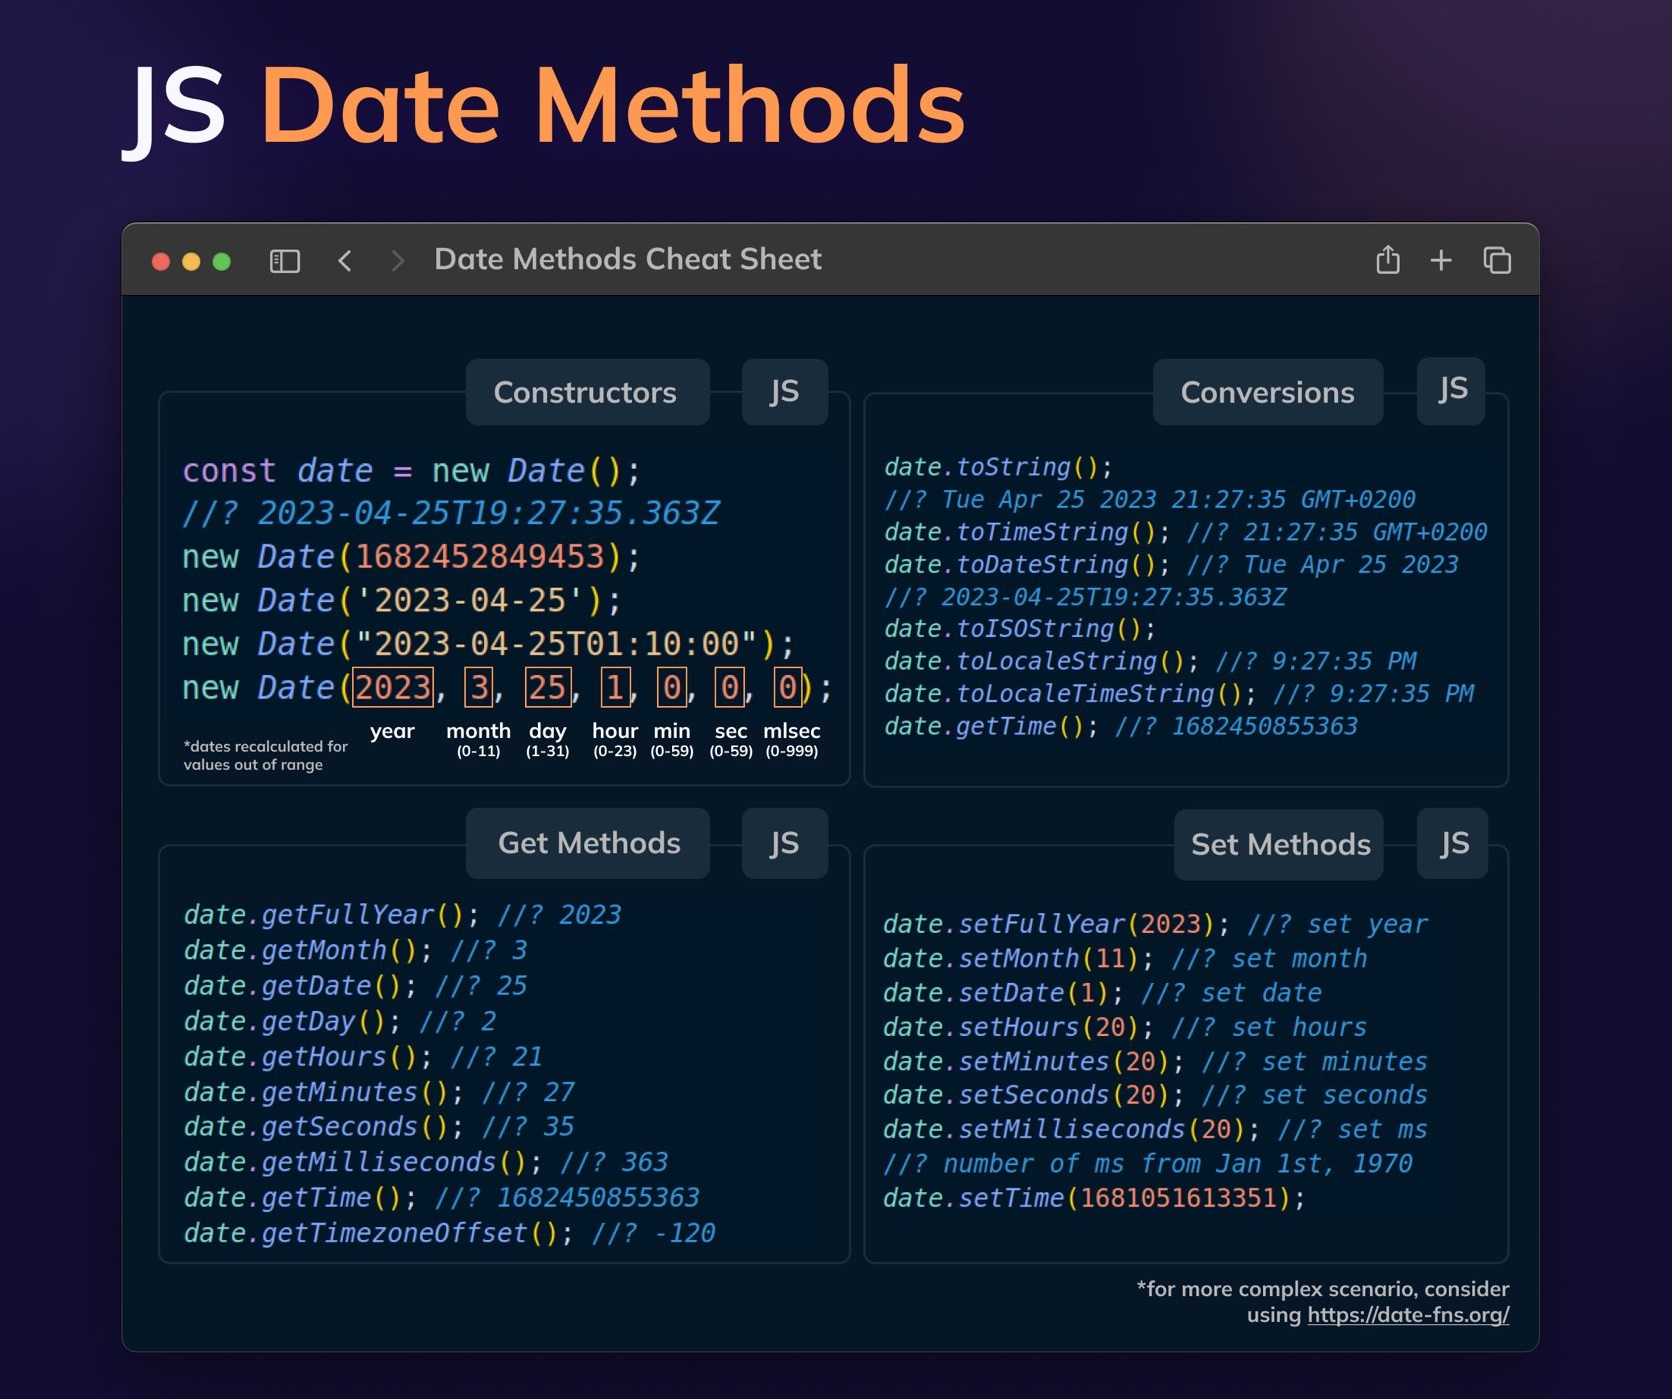 JS Date Methods
Date Methods Cheat Sheet
Constructors JS
const date = new Date();
//? 2023-04-25T19:27:35.363Z
new Date(1682452849453);
new Date('2023-04-25');
new Date("2023-04-25T01:10:00");
new Date(2023, 3, 25, 1, 0, 0, 0);
year month day hour min sec mlsec
(0-11) (1-31) (0-23) (0-59) (0-59) (0-999)
*dates recalculated for
values out of range
Conversions JS
date.toString();
//? Tue Apr 25 2023 21:27:35 GMT+0200
date.toTimeString(); //? 21:27:35 GMT+0200
date.toDateString(); //? Tue Apr 25 2023
//? 2023-04-25T19:27:35.363Z
date.toISOString();
date.toLocaleString(); //? 9:27:35 PM
date.toLocaleTimeString(); //? 9:27:35 PM
date.getTime(); //? 1682450855363
Get Methods JS
date.getFullYear(); //? 2023
date.getMonth(); //? 3
date.getDate(); //? 25
date.getDay(); //? 2
date.getHours(); //? 21
date.getMinutes(); //? 27
date.getSeconds(); //? 35
date.getMilliseconds(); //? 363
date.getTime(); //? 1682450855363
date.getTimezoneOffset(); //? -120
Set Methods JS
date.setFullYear(2023); //? set year
date.setMonth(11); //? set month
date.setDate(1); //? set date
date.setHours(20); //? set hours
date.setMinutes(20); //? set minutes
date.setSeconds(20); //? set seconds
date.setMilliseconds(20); //? set ms
//? number of ms from Jan 1st, 1970
date.setTime(1681051613351);
*for more complex scenario, consider
using https://date-fns.org/